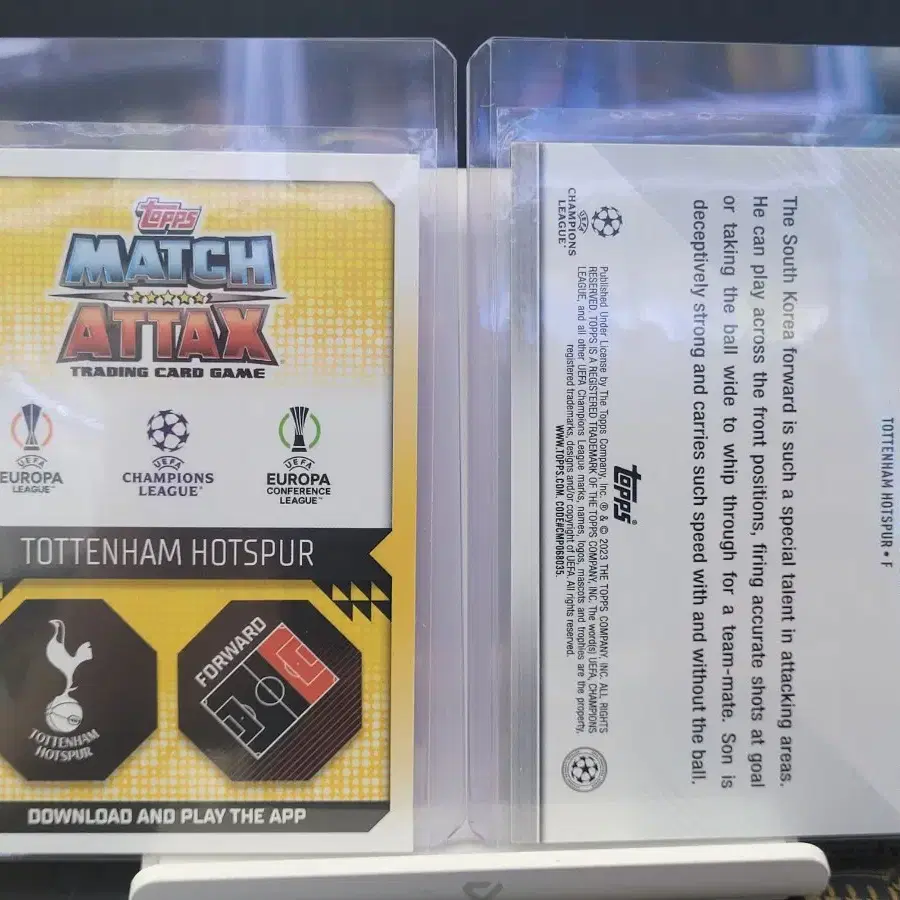 topps
MATCH
ATTAX
TRADING CARD GAME
UEFA
EUROPA
LEAGUE™
UEFA
CHAMPIONS
LEAGUE®
UEFA
EUROPA
CONFERENCE
LEAGUE™
TOTTENHAM HOTSPUR
TOTTENHAM
HOTSPUR
FORWARD
DOWNLOAD AND PLAY THE APP
TOTTENHAM HOTSPUR • F
The South Korea forward is such a special talent in attacking areas.
He can play across the front positions, firing accurate shots at goal
or taking the ball wide to whip through for a team-mate. Son is
deceptively strong and carries such speed with and without the ball.
topps®
UEFA
CHAMPIONS
LEAGUE®
Published Under License by The Topps Company, Inc. ® & © 2023 THE TOPPS COMPANY, INC. ALL RIGHTS
RESERVED. TOPPS IS A REGISTERED TRADEMARK OF THE TOPPS COMPANY, INC. The word(s) UEFA, CHAMPIONS
LEAGUE, and all other UEFA Champions League marks, names, logos, mascots and trophies are the property,
registered trademarks, designs and/or copyright of UEFA. All rights reserved.
WWW.TOPPS.COM. CODE#CMP068035.